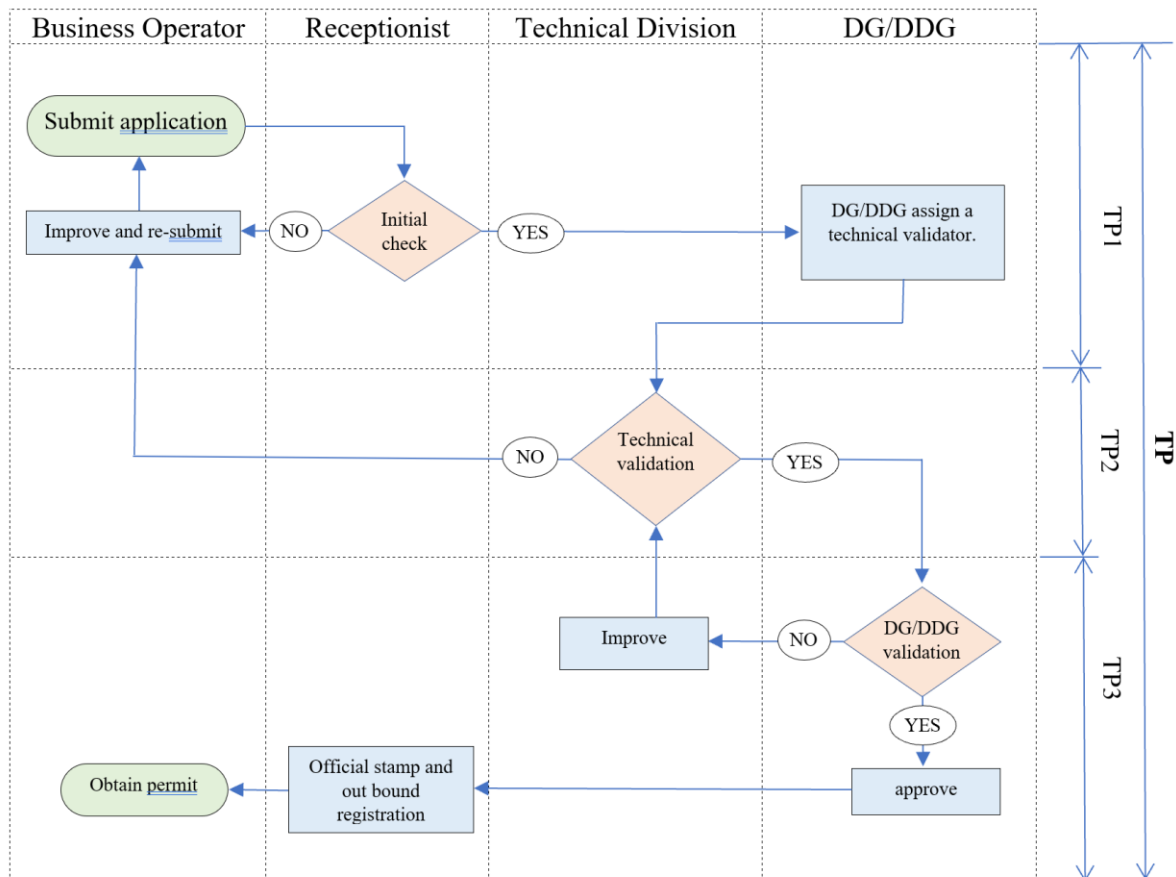 Business Operator
Receptionist
Technical Division
DG/DDG
Submit application
Improve and re-submit
NO
Initial
check
YES
DG/DDG assign a
technical validator.
TP1
NO
Technical
validation
YES
TP2
TP
Improve
NO
DG/DDG
validation
YES
TP3
Obtain permit
Official stamp and
out bound
registration
approve